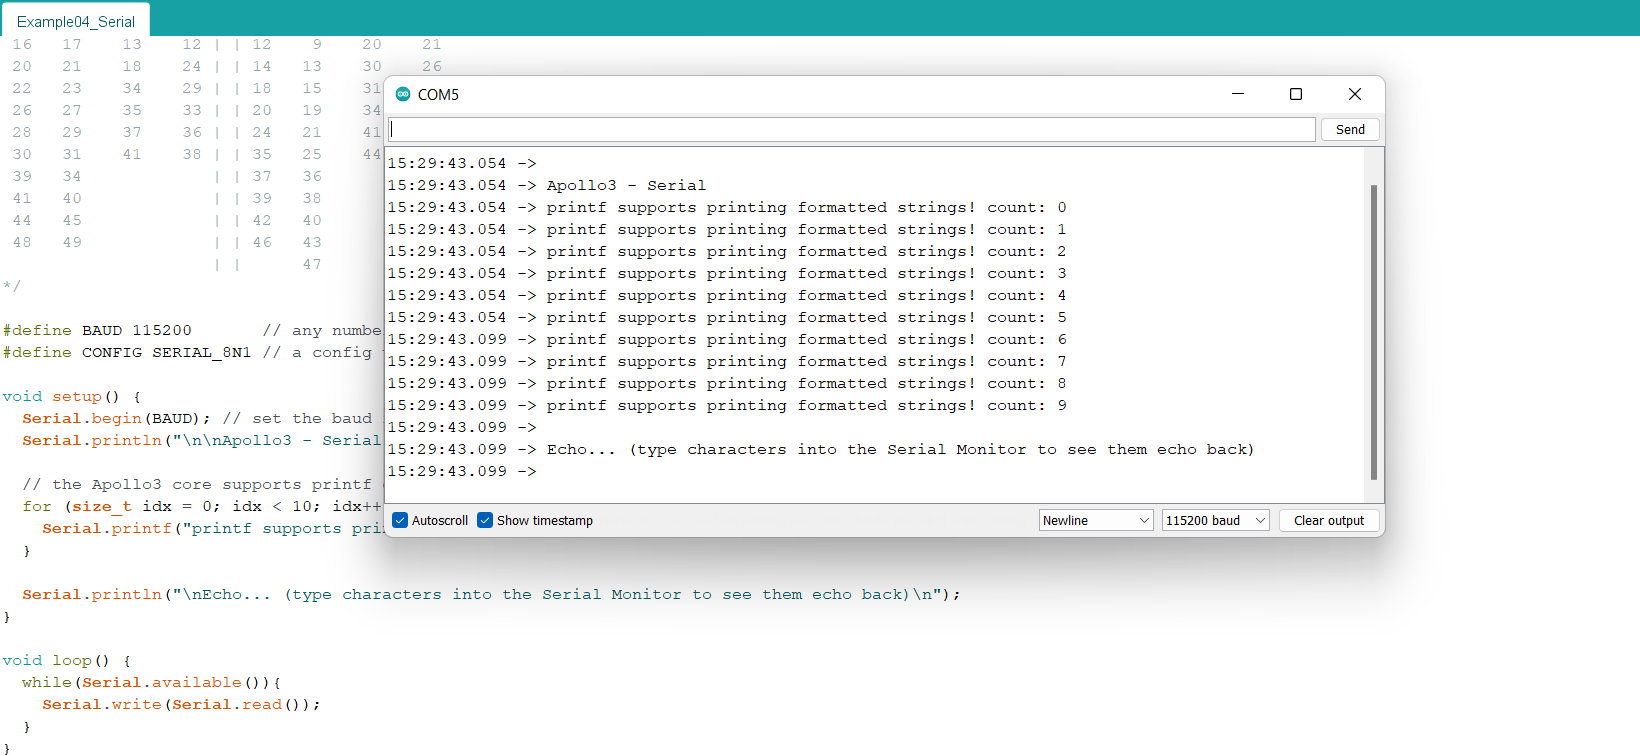 Example04_Serial
16 17 13 12 | | 12 9 20 21
20 21 18 24 | | 14 13 30 26
22 23 34 29 | | 18 15 31
26 27 35 33 | | 20 19 34
28 29 37 36 | | 24 21 41
30 31 41 38 | | 35 25 44
39 34 | | 37 36
41 40 | | 39 38
44 45 | | 42 40
48 49 | | 46 43
| | 47
*/
#define BAUD 115200 // any numbe
#define CONFIG SERIAL_8N1 // a config
void setup() {
Serial.begin(BAUD); // set the baud
Serial.println("\n\nApollo3 - Serial
// the Apollo3 core supports printf
for (size_t idx = 0; idx < 10; idx++
Serial.printf("printf supports pri
}
Serial.println("\nEcho... (type characters into the Serial Monitor to see them echo back)\n");
}
void loop() {
while(Serial.available()){
Serial.write(Serial.read());
}
}
COM5
Send
15:29:43.054 ->
15:29:43.054 -> Apollo3 - Serial
15:29:43.054 -> printf supports printing formatted strings! count: 0
15:29:43.054 -> printf supports printing formatted strings! count: 1
15:29:43.054 -> printf supports printing formatted strings! count: 2
15:29:43.054 -> printf supports printing formatted strings! count: 3
15:29:43.054 -> printf supports printing formatted strings! count: 4
15:29:43.054 -> printf supports printing formatted strings! count: 5
15:29:43.099 -> printf supports printing formatted strings! count: 6
15:29:43.099 -> printf supports printing formatted strings! count: 7
15:29:43.099 -> printf supports printing formatted strings! count: 8
15:29:43.099 -> printf supports printing formatted strings! count: 9
15:29:43.099 ->
15:29:43.099 -> Echo... (type characters into the Serial Monitor to see them echo back)
15:29:43.099 ->
Autoscroll Show timestamp Newline 115200 baud Clear output